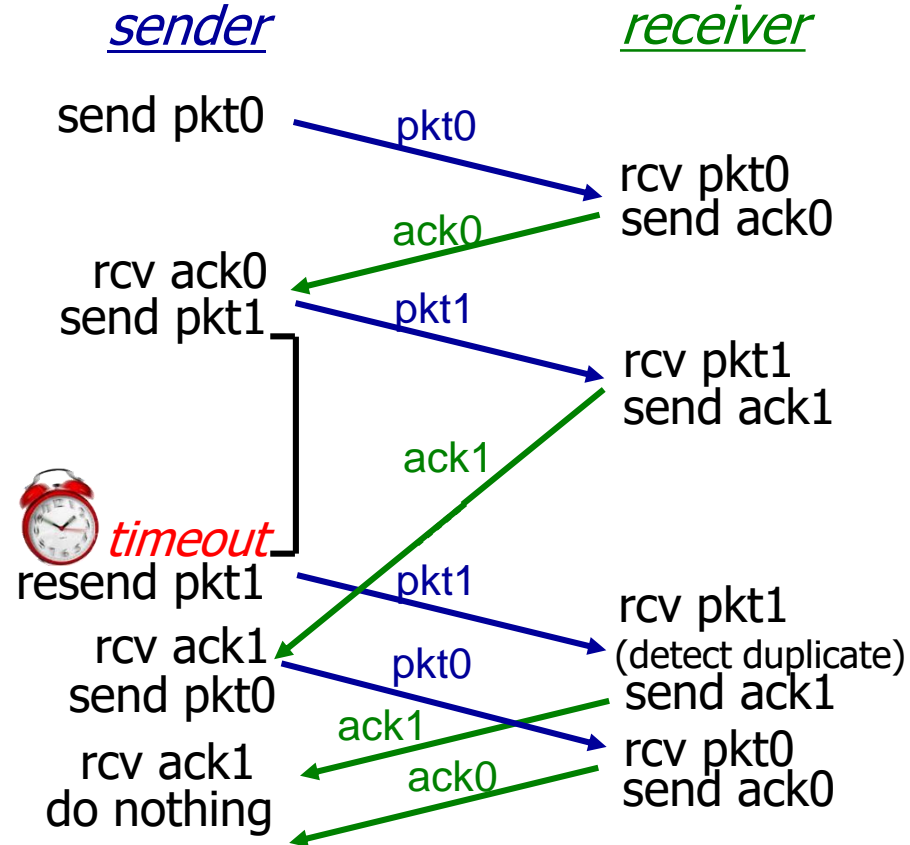 sender
receiver
send pkt0
pkt0
rcv pkt0
send ack0
ack0
rcv ack0
send pkt1
pkt1
rcv pkt1
send ack1
ack1
timeout
resend pkt1
pkt1
rcv pkt1
(detect duplicate)
send ack1
rcv ack1
send pkt0
pkt0
ack1
rcv pkt0
send ack0
rcv ack1
do nothing
ack0